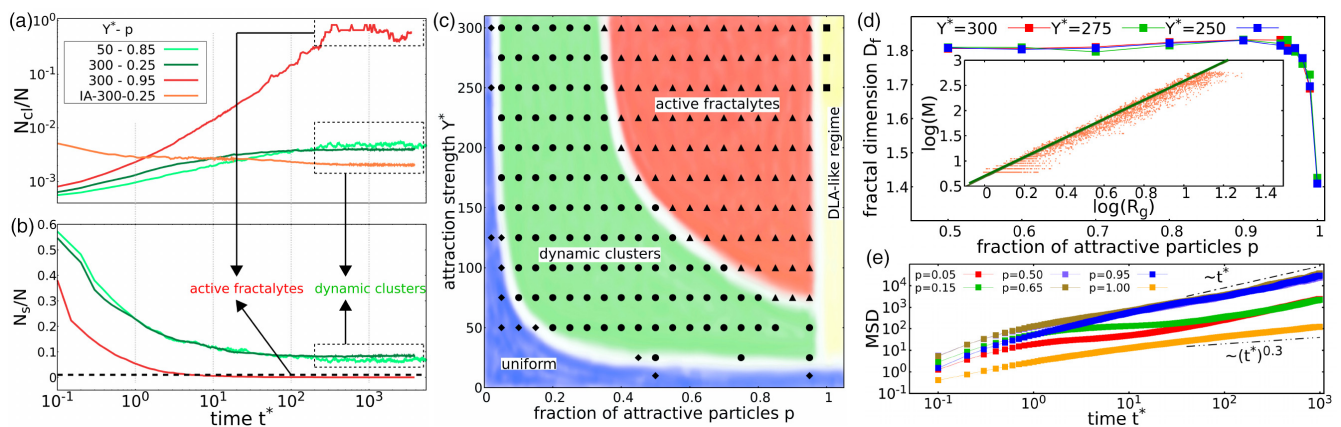 (a)
Y* - p
50 - 0.85
300 - 0.25
300 - 0.95
IA-300-0.25
10^0
10^-1
10^-2
10^-3
N_cl/N
(b)
0.6
0.5
0.4
0.3
0.2
0.1
0
N_s/N
active fractalytes
dynamic clusters
10^-1 10^0 10^1 10^2 10^3
time t*
(c)
300
250
200
150
100
50
0
attraction strength Y*
active fractalytes
dynamic clusters
uniform
DLA-like regime
0 0.2 0.4 0.6 0.8 1
fraction of attractive particles p
(d)
Y*=300 Y*=275 Y*=250
1.8
1.6
1.4
fractal dimension D_f
3
2.5
2.0
1.5
1.0
0.5
log(M)
0 0.2 0.4 0.6 0.8 1 1.2 1.4
log(R_g)
0.5 0.6 0.7 0.8 0.9 1
fraction of attractive particles p
(e)
p=0.05 p=0.50 p=0.95
p=0.15 p=0.65 p=1.00
~t*
~(t*)^0.3
10^5
10^4
10^3
10^2
10^1
10^0
10^-1
MSD
10^-1 10^0 10^1 10^2 10^3
time t*